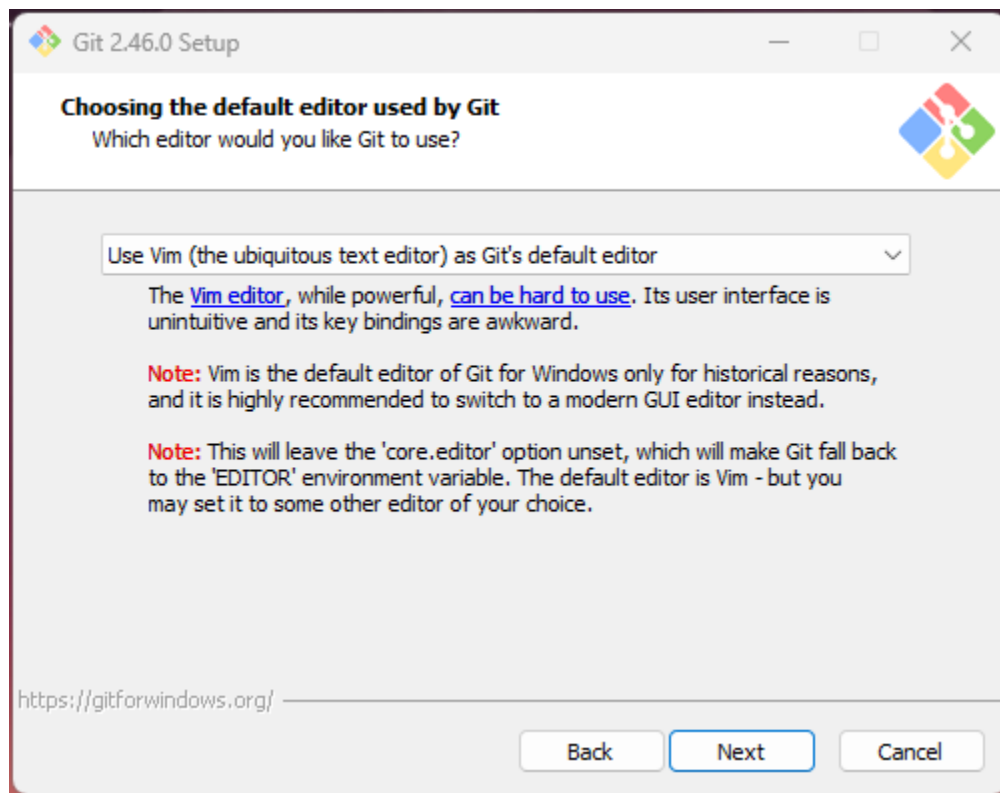 Git 2.46.0 Setup
Choosing the default editor used by Git
Which editor would you like Git to use?
Use Vim (the ubiquitous text editor) as Git's default editor
The Vim editor, while powerful, can be hard to use. Its user interface is
unintuitive and its key bindings are awkward.
Note: Vim is the default editor of Git for Windows only for historical reasons,
and it is highly recommended to switch to a modern GUI editor instead.
Note: This will leave the 'core.editor' option unset, which will make Git fall back
to the 'EDITOR' environment variable. The default editor is Vim - but you
may set it to some other editor of your choice.
https://gitforwindows.org/
Back Next Cancel